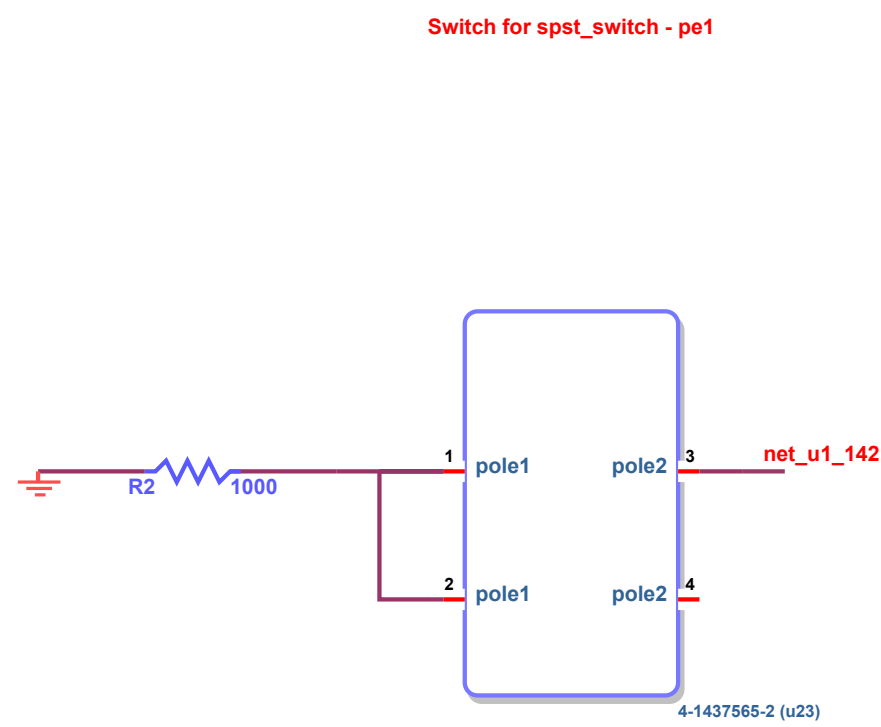 Switch for spst_switch - pe1
1
pole1
pole2
3
net_u1_142
R2
1000
2
pole1
pole2
4
4-1437565-2 (u23)